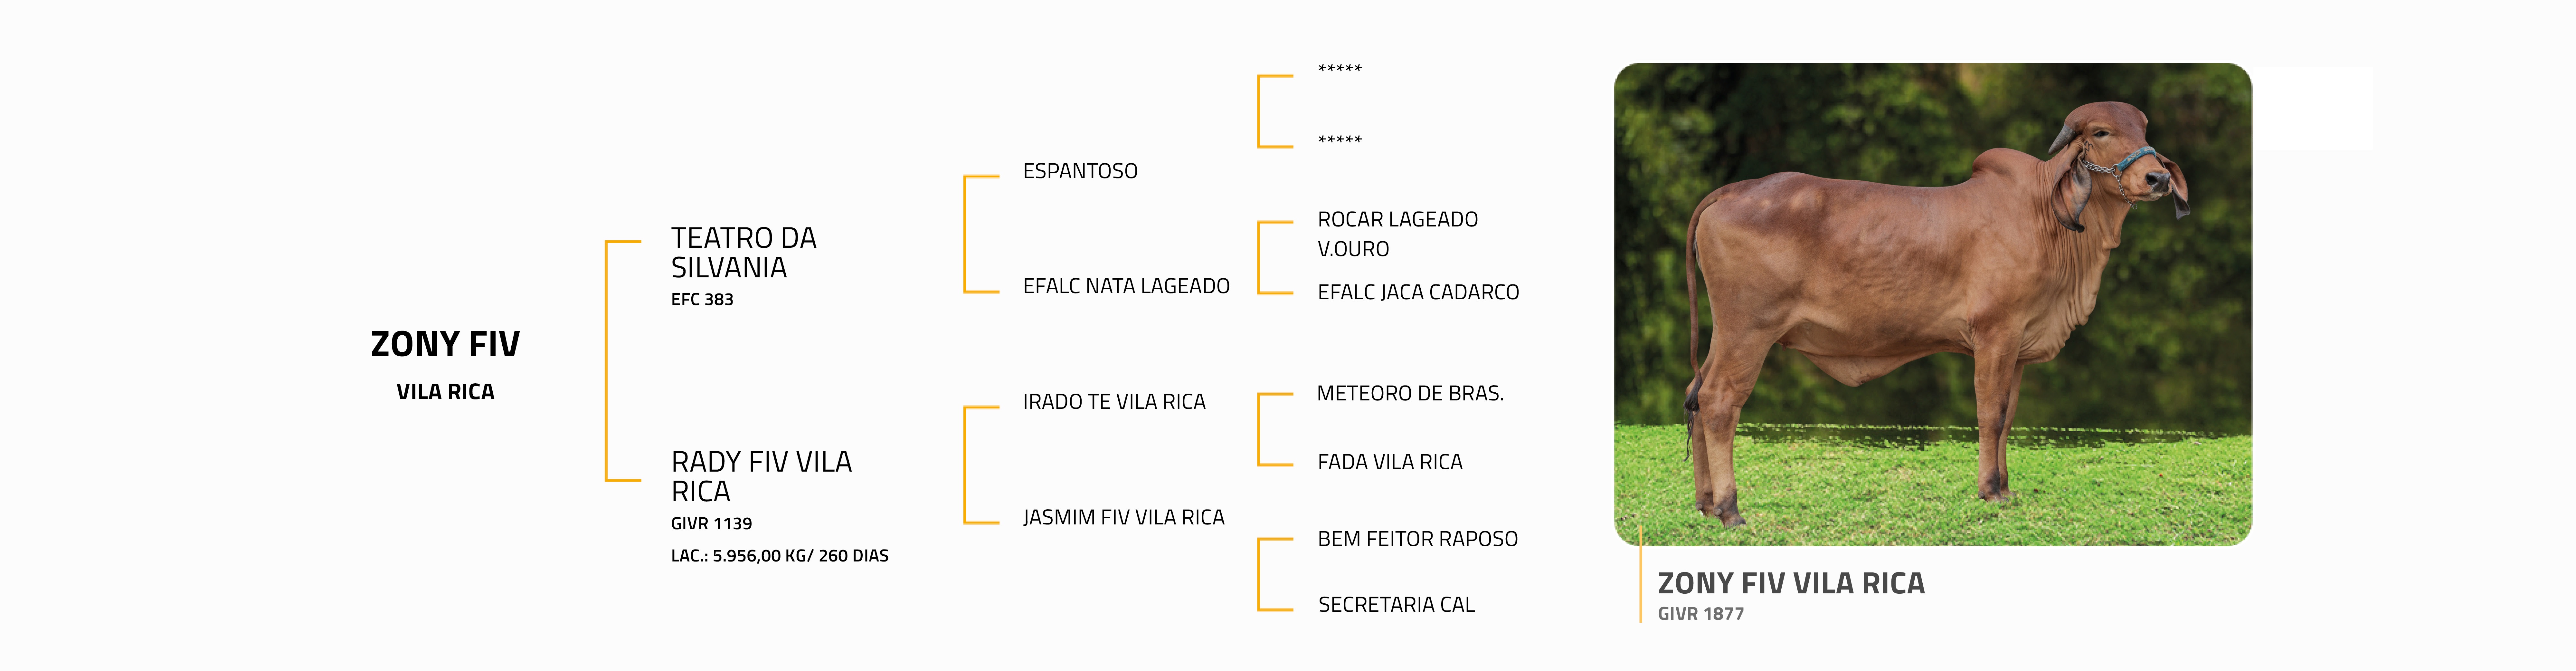 ZONY FIV
VILA RICA
TEATRO DA
SILVANIA
EFC 383
RADY FIV VILA
RICA
GIVR 1139
LAC.: 5.956,00 KG/ 260 DIAS
ESPANTOSO
EFALC NATA LAGEADO
IRADO TE VILA RICA
JASMIM FIV VILA RICA
*****
*****
ROCAR LAGEADO
V.OURO
EFALC JACA CADARCO
METEORO DE BRAS.
FADA VILA RICA
BEM FEITOR RAPOSO
SECRETARIA CAL
ZONY FIV VILA RICA
GIVR 1877